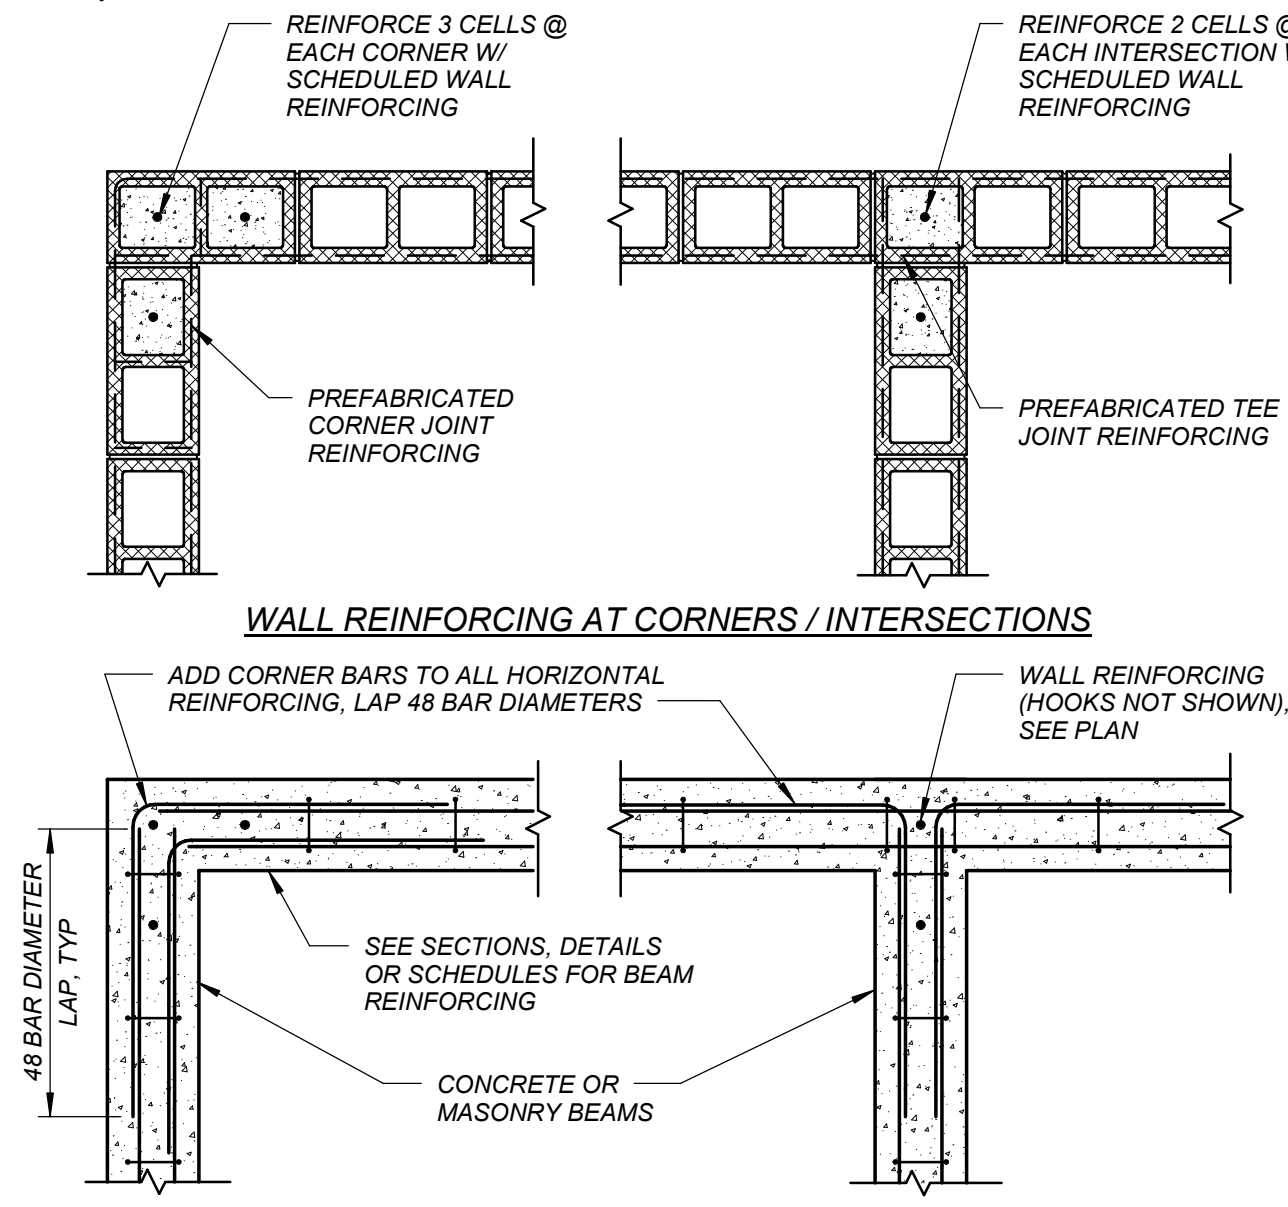 REINFORCE 3 CELLS @
EACH CORNER W/
SCHEDULED WALL
REINFORCING
REINFORCE 2 CELLS @
EACH INTERSECTION
SCHEDULED WALL
REINFORCING
PREFABRICATED
CORNER JOINT
REINFORCING
PREFABRICATED TEE
JOINT REINFORCING
WALL REINFORCING AT CORNERS / INTERSECTIONS
ADD CORNER BARS TO ALL HORIZONTAL
REINFORCING, LAP 48 BAR DIAMETERS
WALL REINFORCING
(HOOKS NOT SHOWN),
SEE PLAN
48 BAR DIAMETER
LAP, TYP
SEE SECTIONS, DETAILS
OR SCHEDULES FOR BEAM
REINFORCING
CONCRETE OR
MASONRY BEAMS